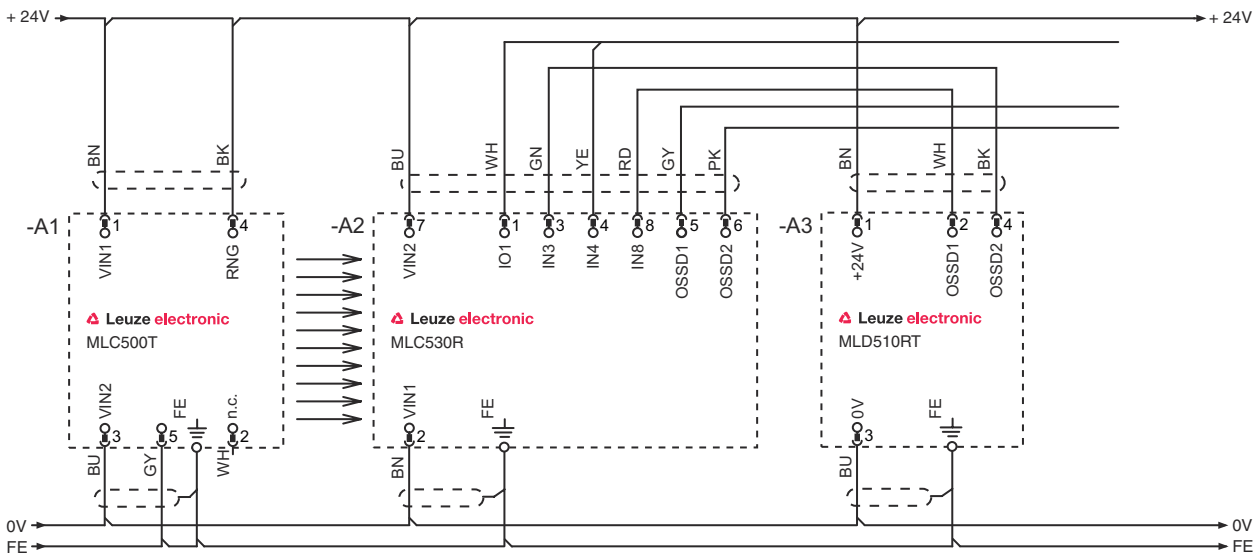 + 24V
+ 24V
BN
BK
BU
WH
GN
YE
RD
GY
PK
BN
WH
BK
-A1
1
4
-A2
7
1
3
4
8
5
6
-A3
1
2
4
VIN1
RNG
VIN2
IO1
IN3
IN4
IN8
OSSD1
OSSD2
+24V
OSSD1
OSSD2
Leuze electronic
MLC500T
Leuze electronic
MLC530R
Leuze electronic
MLD510RT
VIN2
FE
n.c.
VIN1
FE
0V
FE
3
5
2
2
3
BU
GY
WH
BN
BU
0V
0V
FE
FE